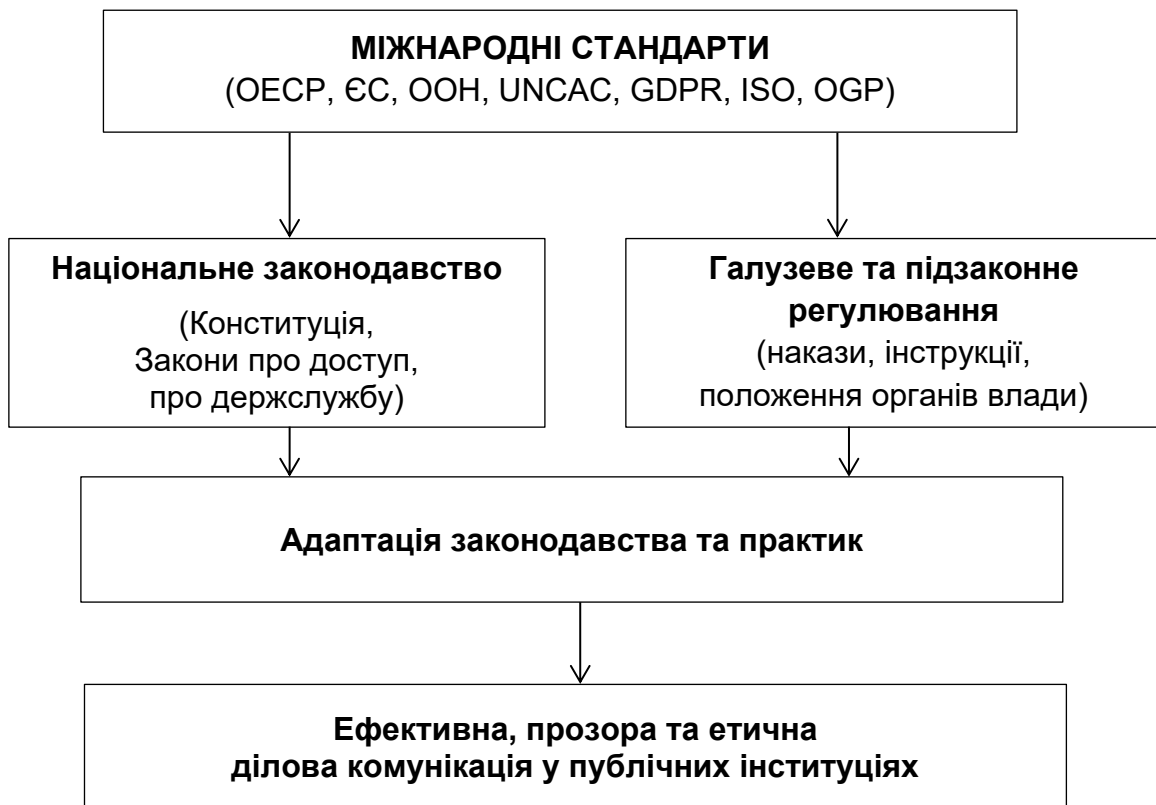 МІЖНАРОДНІ СТАНДАРТИ
(ОЕСР, ЄС, ООН, UNCAC, GDPR, ISO, OGP)
Національне законодавство
(Конституція,
Закони про доступ,
про держслужбу)
Галузеве та підзаконне
регулювання
(накази, інструкції,
положення органів влади)
Адаптація законодавства та практик
Ефективна, прозора та етична
ділова комунікація у публічних інституціях